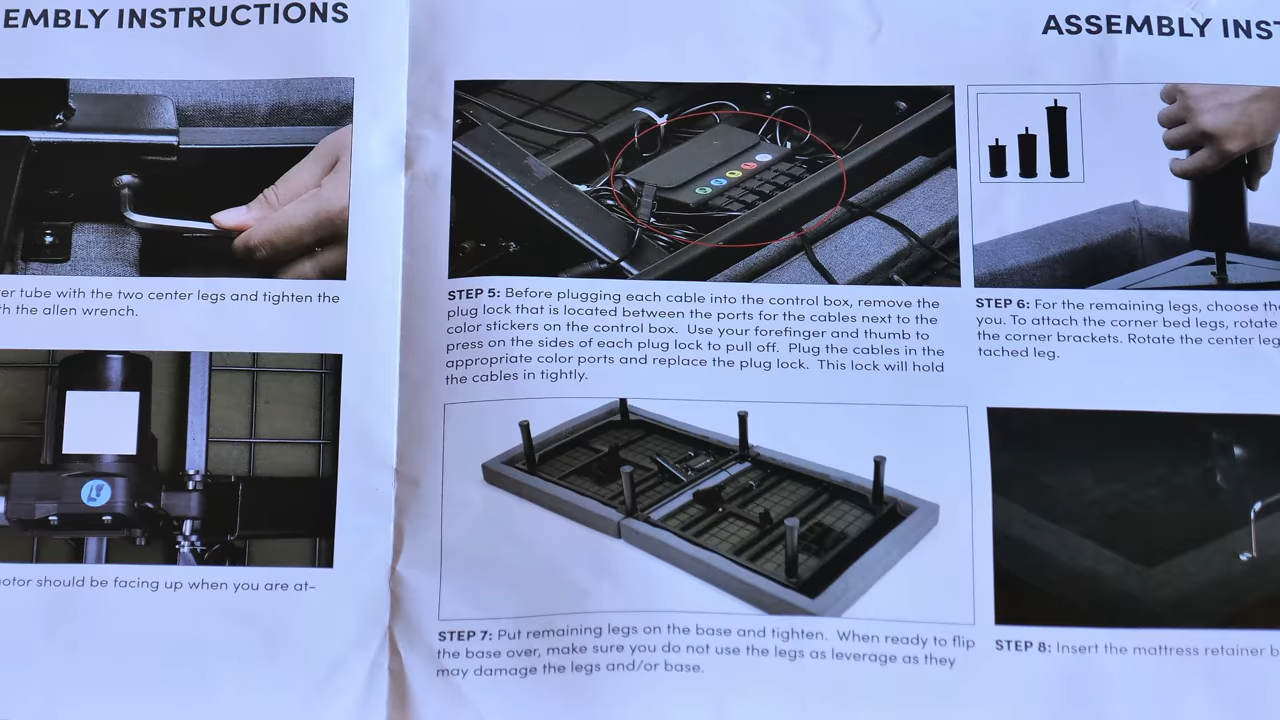 EMBLY INSTRUCTIONS
er tube with the two center legs and tighten the
h the allen wrench.
otor should be facing up when you are at-
STEP 5: Before plugging each cable into the control box, remove the
plug lock that is located between the ports for the cables next to the
color stickers on the control box. Use your forefinger and thumb to
press on the sides of each plug lock to pull off. Plug the cables in the
appropriate color ports and replace the plug lock. This lock will hold
the cables in tightly.
STEP 7: Put remaining legs on the base and tighten. When ready to flip
the base over, make sure you do not use the legs as leverage as they
may damage the legs and/or base.
ASSEMBLY INST
STEP 6: For the remaining legs, choose th
you. To attach the corner bed legs, rotate
the corner brackets. Rotate the center leg
tached leg.
STEP 8: Insert the mattress retainer b